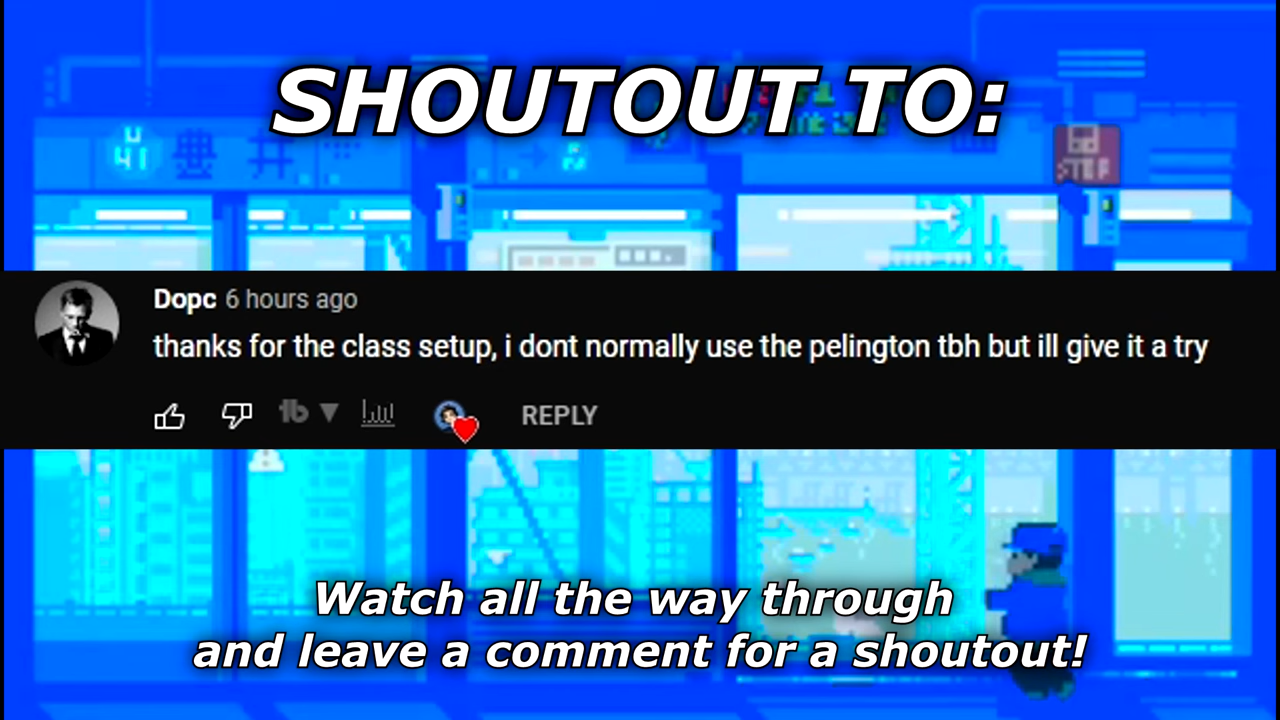 SHOUTOUT TO:
STEF
Dopc 6 hours ago
thanks for the class setup, i dont normally use the pelington tbh but ill give it a try
REPLY
Watch all the way through
and leave a comment for a shoutout!